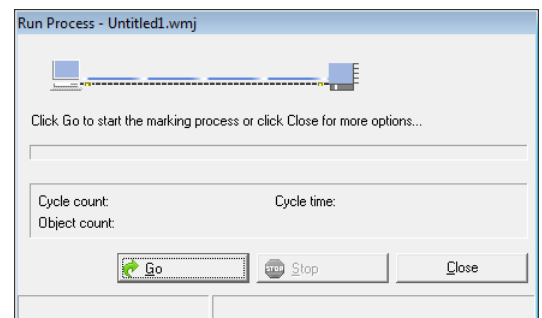 Run Process - Untitled1.wmj
Click Go to start the marking process or click Close for more options...
Cycle count: Cycle time:
Object count:
Go STOP Stop Close